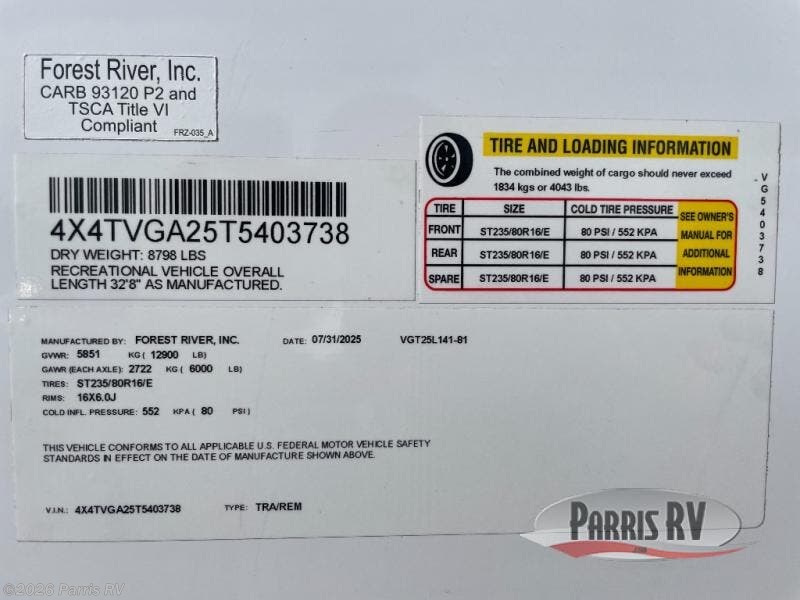 Forest River, Inc.
CARB 93120 P2 and
TSCA Title VI
Compliant
FRZ-035_A
4X4TVGA25T5403738
DRY WEIGHT: 8798 LBS
RECREATIONAL VEHICLE OVERALL
LENGTH 32'8" AS MANUFACTURED.
TIRE AND LOADING INFORMATION
The combined weight of cargo should never exceed
1834 kgs or 4043 lbs.
TIRE SIZE COLD TIRE PRESSURE
FRONT ST235/80R16/E 80 PSI / 552 KPA
REAR ST235/80R16/E 80 PSI / 552 KPA
SPARE ST235/80R16/E 80 PSI / 552 KPA
SEE OWNER'S
MANUAL FOR
ADDITIONAL
INFORMATION
VG5403738
MANUFACTURED BY: FOREST RIVER, INC. DATE: 07/31/2025 VGT25L141-81
GVWR: 5851 KG ( 12900 LB)
GAWR (EACH AXLE): 2722 KG ( 6000 LB)
TIRES: ST235/80R16/E
RIMS: 16X6.0J
COLD INFL. PRESSURE: 552 KPA ( 80 PSI)
THIS VEHICLE CONFORMS TO ALL APPLICABLE U.S. FEDERAL MOTOR VEHICLE SAFETY
STANDARDS IN EFFECT ON THE DATE OF MANUFACTURE SHOWN ABOVE.
V.I.N.: 4X4TVGA25T5403738 TYPE: TRA/REM
PARRIS RV
.com
©2026 Parris RV